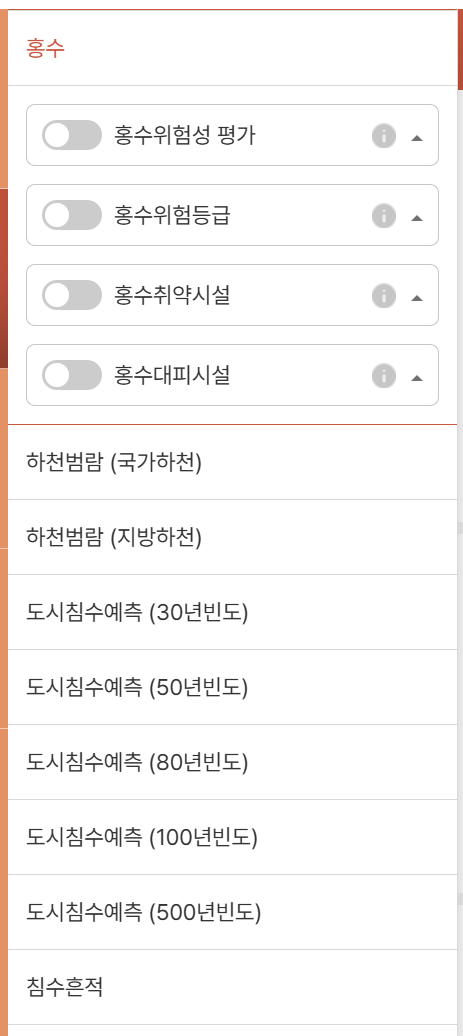 홍수
홍수위험성 평가
홍수위험등급
홍수취약시설
홍수대피시설
하천범람 (국가하천)
하천범람 (지방하천)
도시침수예측 (30년빈도)
도시침수예측 (50년빈도)
도시침수예측 (80년빈도)
도시침수예측 (100년빈도)
도시침수예측 (500년빈도)
침수흔적